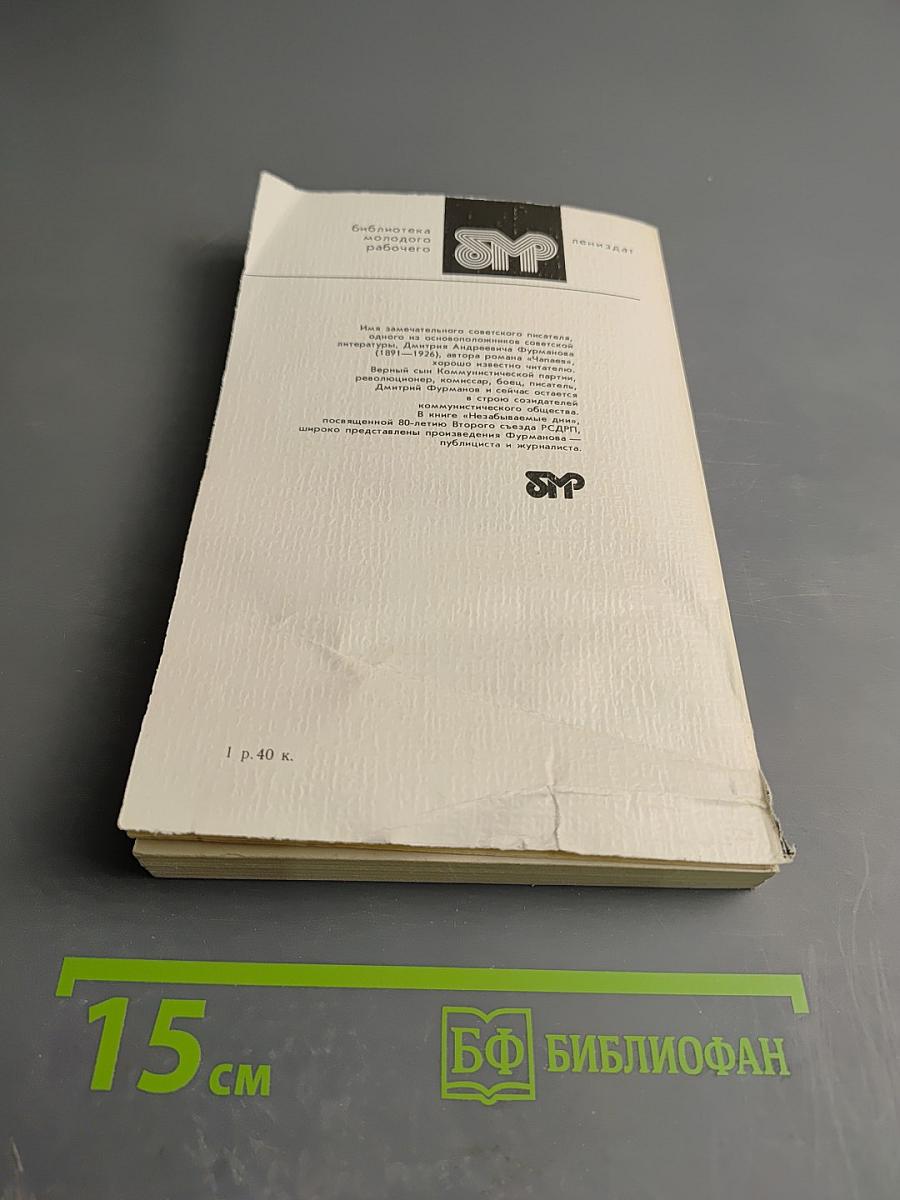 библиотека
молодого
рабочего
БМР
лениздат
Имя замечательного советского писателя,
одного из основоположников советской
литературы, Дмитрия Андреевича Фурманова
(1891—1926), автора романа «Чапаев»,
хорошо известно читателю.
Верный сын Коммунистической партии,
революционер, комиссар, боец, писатель,
Дмитрий Фурманов и сейчас остается
в строю созидателей
коммунистического общества.
В книге «Незабываемые дни»,
посвященной 80-летию Второго съезда РСДРП,
широко представлены произведения Фурманова —
публициста и журналиста.
БМР
1 р. 40 к.
15 см
БФ БИБЛИОФАН